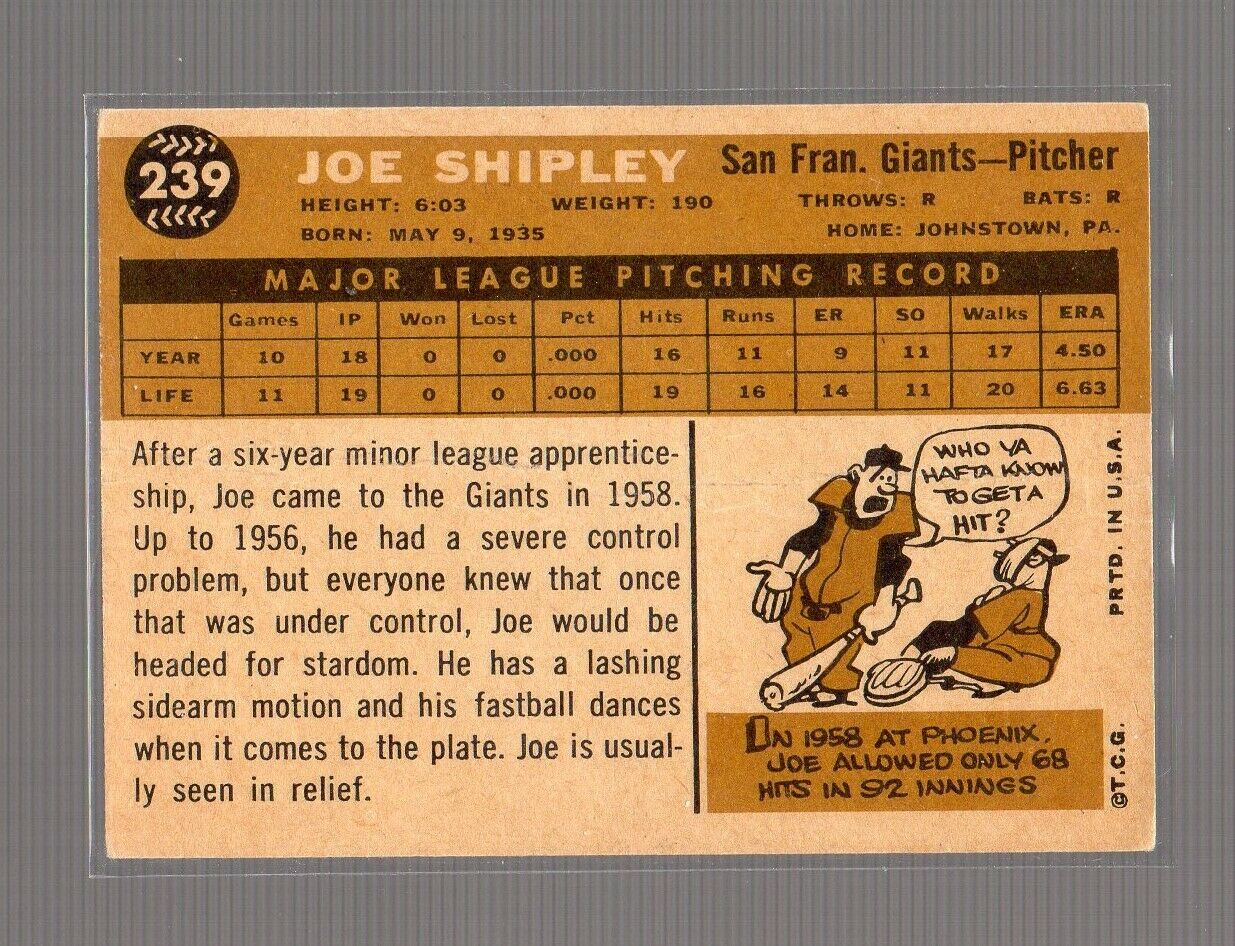 239
JOE SHIPLEY
San Fran. Giants—Pitcher
HEIGHT: 6:03 WEIGHT: 190 THROWS: R BATS: R
BORN: MAY 9, 1935 HOME: JOHNSTOWN, PA.
MAJOR LEAGUE PITCHING RECORD
Games IP Won Lost Pct Hits Runs ER SO Walks ERA
YEAR 10 18 0 0 .000 16 11 9 11 17 4.50
LIFE 11 19 0 0 .000 19 16 14 11 20 6.63
After a six-year minor league apprentice-
ship, Joe came to the Giants in 1958.
Up to 1956, he had a severe control
problem, but everyone knew that once
that was under control, Joe would be
headed for stardom. He has a lashing
sidearm motion and his fastball dances
when it comes to the plate. Joe is usual-
ly seen in relief.
WHO YA
HAFTA KNOW
TO GET A
HIT?
IN 1958 AT PHOENIX,
JOE ALLOWED ONLY 68
HITS IN 92 INNINGS
©T.C.G. PRTD. IN U.S.A.